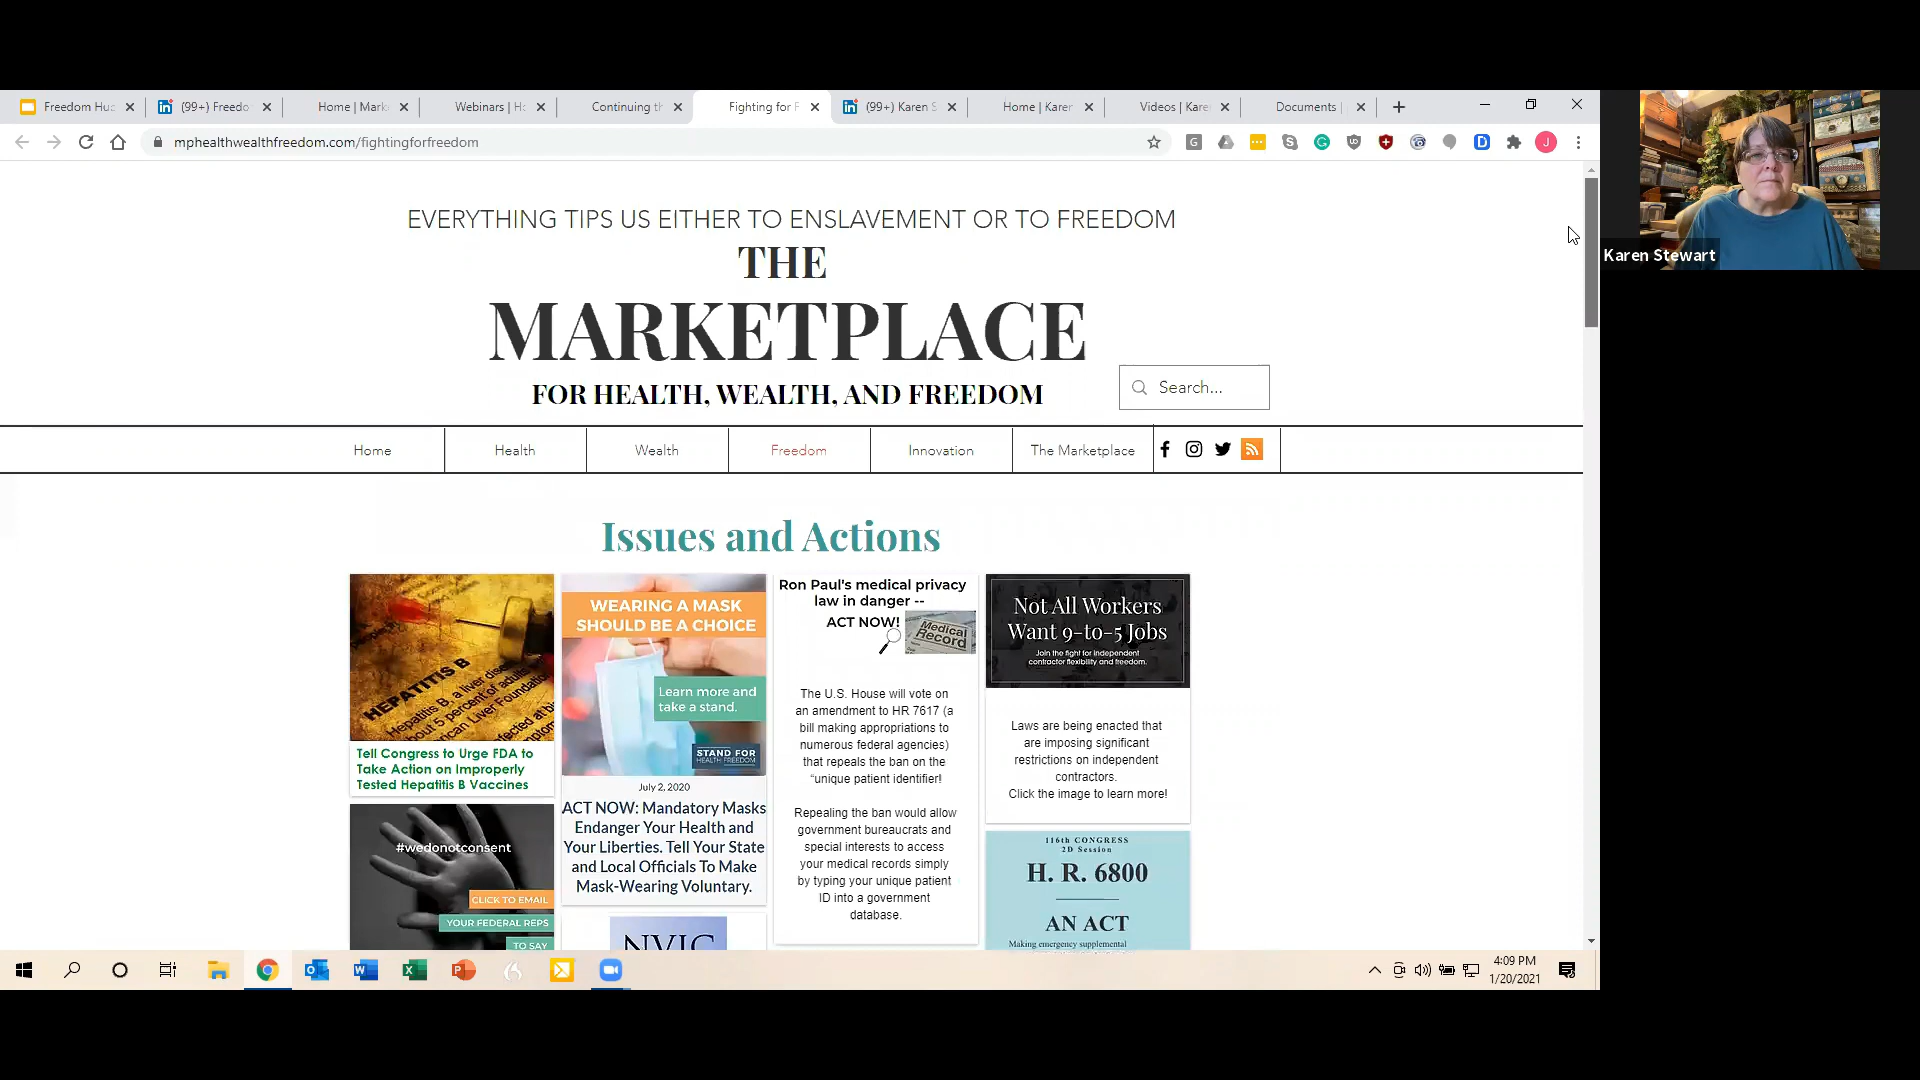 Freedom Hu
(99+) Freedo
Home | Mark
Webinars | Ho
Continuing th
Fighting for F
(99+) Karen S
Home | Karen
Videos | Kare
Documents |
mphealthwealthfreedom.com/fightingforfreedom
J
Karen Stewart
EVERYTHING TIPS US EITHER TO ENSLAVEMENT OR TO FREEDOM
THE
MARKETPLACE
FOR HEALTH, WEALTH, AND FREEDOM
Search...
Home
Health
Wealth
Freedom
Innovation
The Marketplace
Issues and Actions
HEPATITIS B
Hepatitis B, a liver
Tell Congress to Urge FDA to
Take Action on Improperly
Tested Hepatitis B Vaccines
#wedonotconsent
CLICK TO EMAIL
YOUR FEDERAL REPS
TO SAY
WEARING A MASK
SHOULD BE A CHOICE
Learn more and
take a stand.
STAND FOR
HEALTH FREEDOM
July 2, 2020
ACT NOW: Mandatory Masks
Endanger Your Health and
Your Liberties. Tell Your State
and Local Officials To Make
Mask-Wearing Voluntary.
NVIC
Ron Paul's medical privacy
law in danger --
ACT NOW!
Medical
Record
The U.S. House will vote on
an amendment to HR 7617 (a
bill making appropriations to
numerous federal agencies)
that repeals the ban on the
“unique patient identifier!
Repealing the ban would allow
government bureaucrats and
special interests to access
your medical records simply
by typing your unique patient
ID into a government
database.
Not All Workers
Want 9-to-5 Jobs
Join the fight for independent
contractor flexibility and freedom.
Laws are being enacted that
are imposing significant
restrictions on independent
contractors.
Click the image to learn more!
116th CONGRESS
2D Session
H. R. 6800
AN ACT
Making emergency supplemental
4:09 PM
1/20/2021